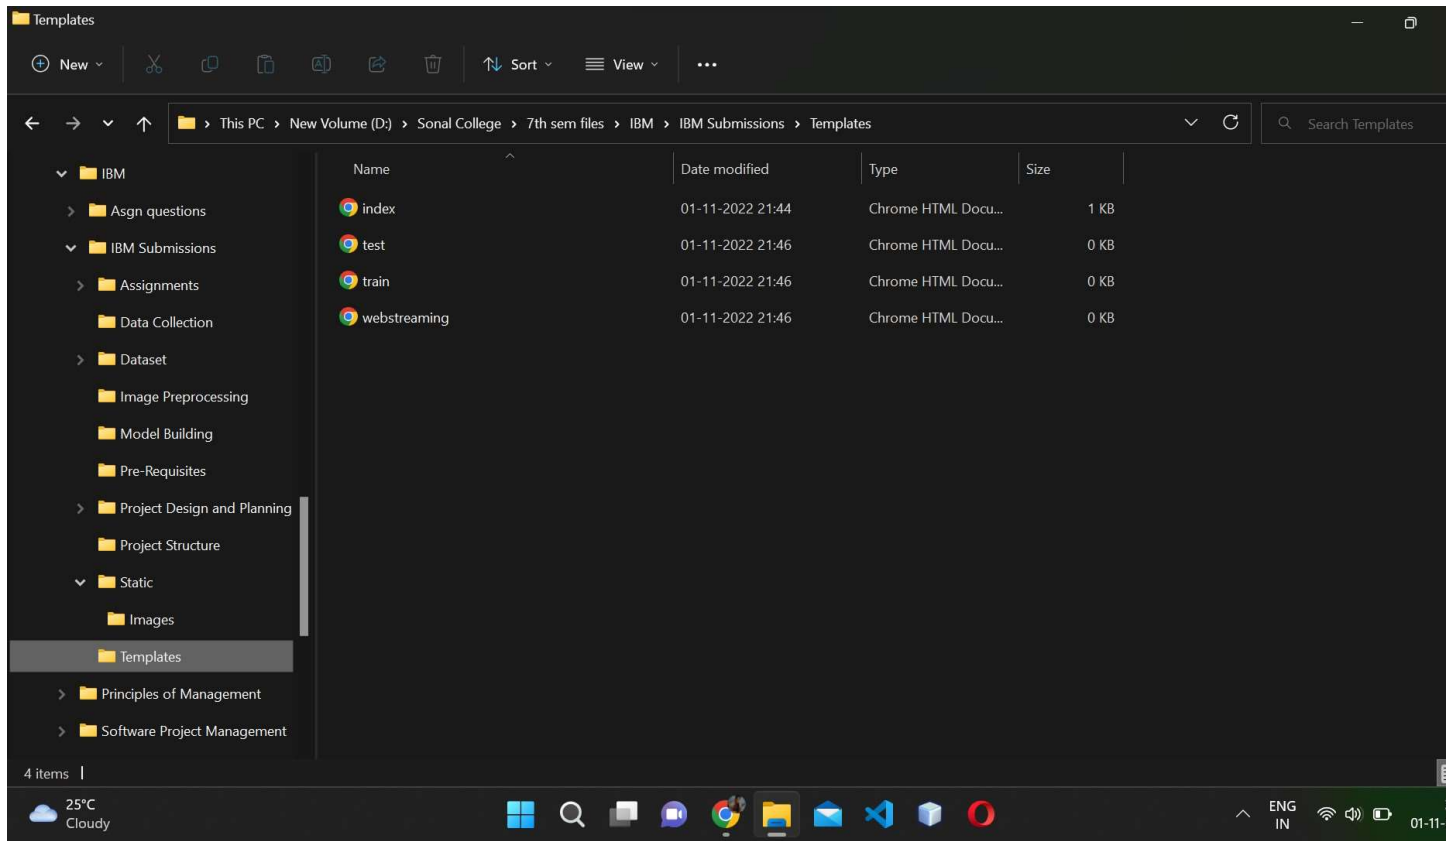 Templates
New
Sort
View
This PC > New Volume (D:) > Sonal College > 7th sem files > IBM > IBM Submissions > Templates
Search Templates
IBM
Asgn questions
IBM Submissions
Assignments
Data Collection
Dataset
Image Preprocessing
Model Building
Pre-Requisites
Project Design and Planning
Project Structure
Static
Images
Templates
Principles of Management
Software Project Management
Name Date modified Type Size
index 01-11-2022 21:44 Chrome HTML Docu... 1 KB
test 01-11-2022 21:46 Chrome HTML Docu... 0 KB
train 01-11-2022 21:46 Chrome HTML Docu... 0 KB
webstreaming 01-11-2022 21:46 Chrome HTML Docu... 0 KB
4 items
25°C
Cloudy
ENG
IN
01-11-